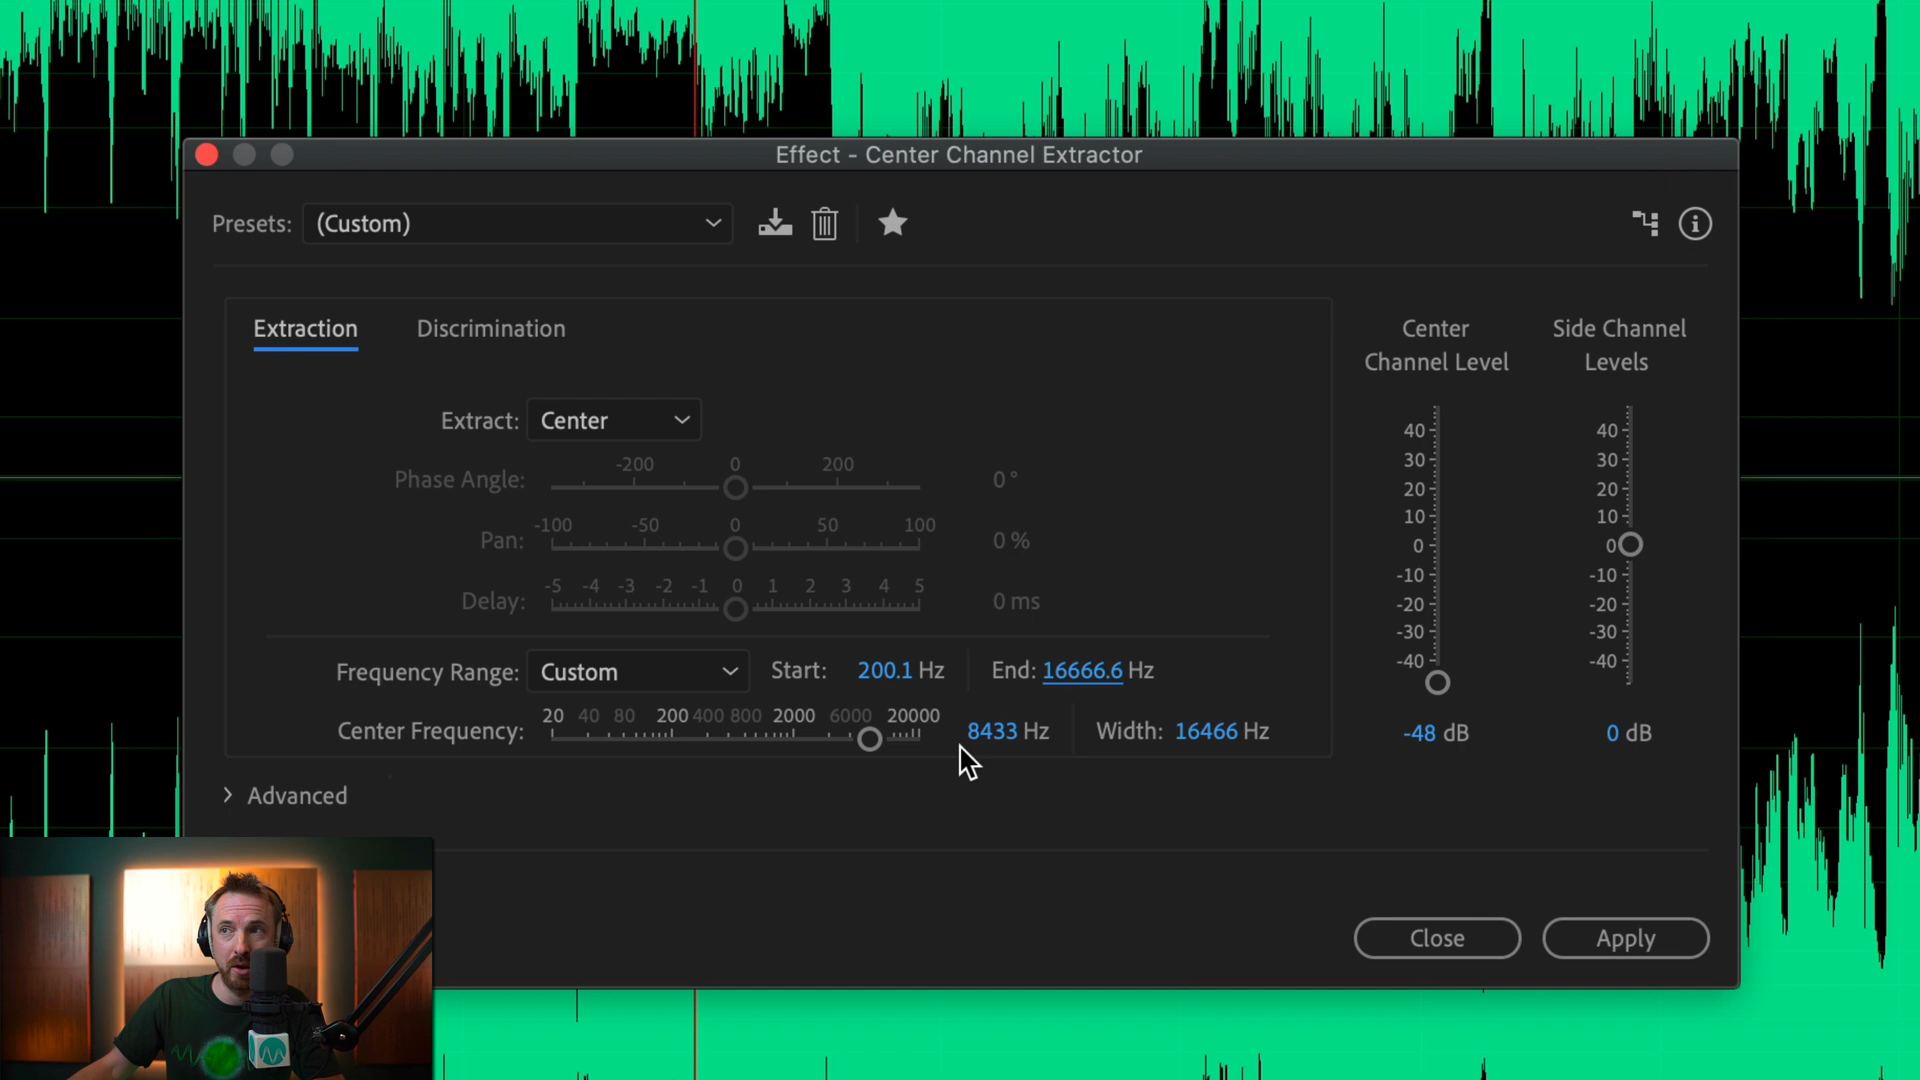 Effect - Center Channel Extractor
Presets: (Custom)
Extraction Discrimination
Extract: Center
Phase Angle: -200 0 200 0 °
Pan: -100 -50 0 50 100 0 %
Delay: -5 -4 -3 -2 -1 0 1 2 3 4 5 0 ms
Frequency Range: Custom Start: 200.1 Hz End: 16666.6 Hz
Center Frequency: 20 40 80 200 400 800 2000 6000 20000 8433 Hz Width: 16466 Hz
Advanced
Center
Channel Level
40
30
20
10
0
-10
-20
-30
-40
-48 dB
Side Channel
Levels
40
30
20
10
0
-10
-20
-30
-40
0 dB
Close Apply